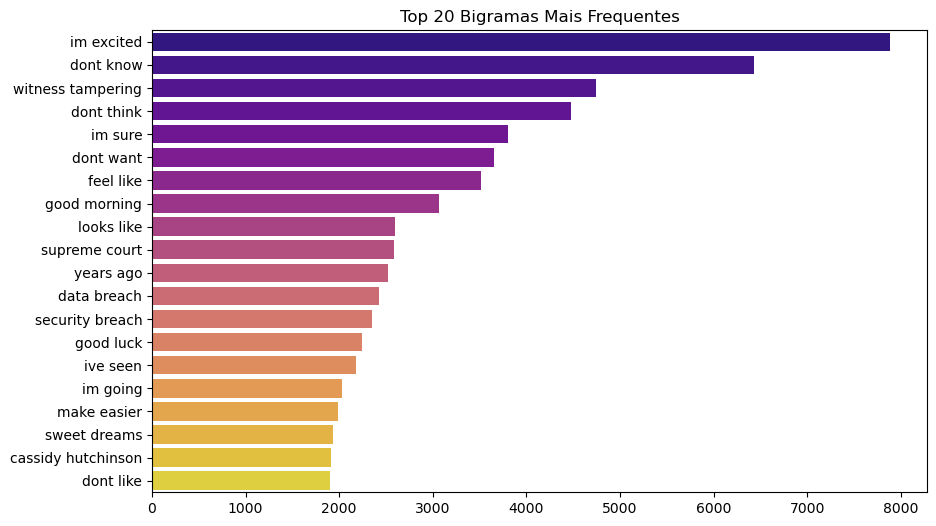 Top 20 Bigramas Mais Frequentes
im excited
dont know
witness tampering
dont think
im sure
dont want
feel like
good morning
looks like
supreme court
years ago
data breach
security breach
good luck
ive seen
im going
make easier
sweet dreams
cassidy hutchinson
dont like
0 1000 2000 3000 4000 5000 6000 7000 8000